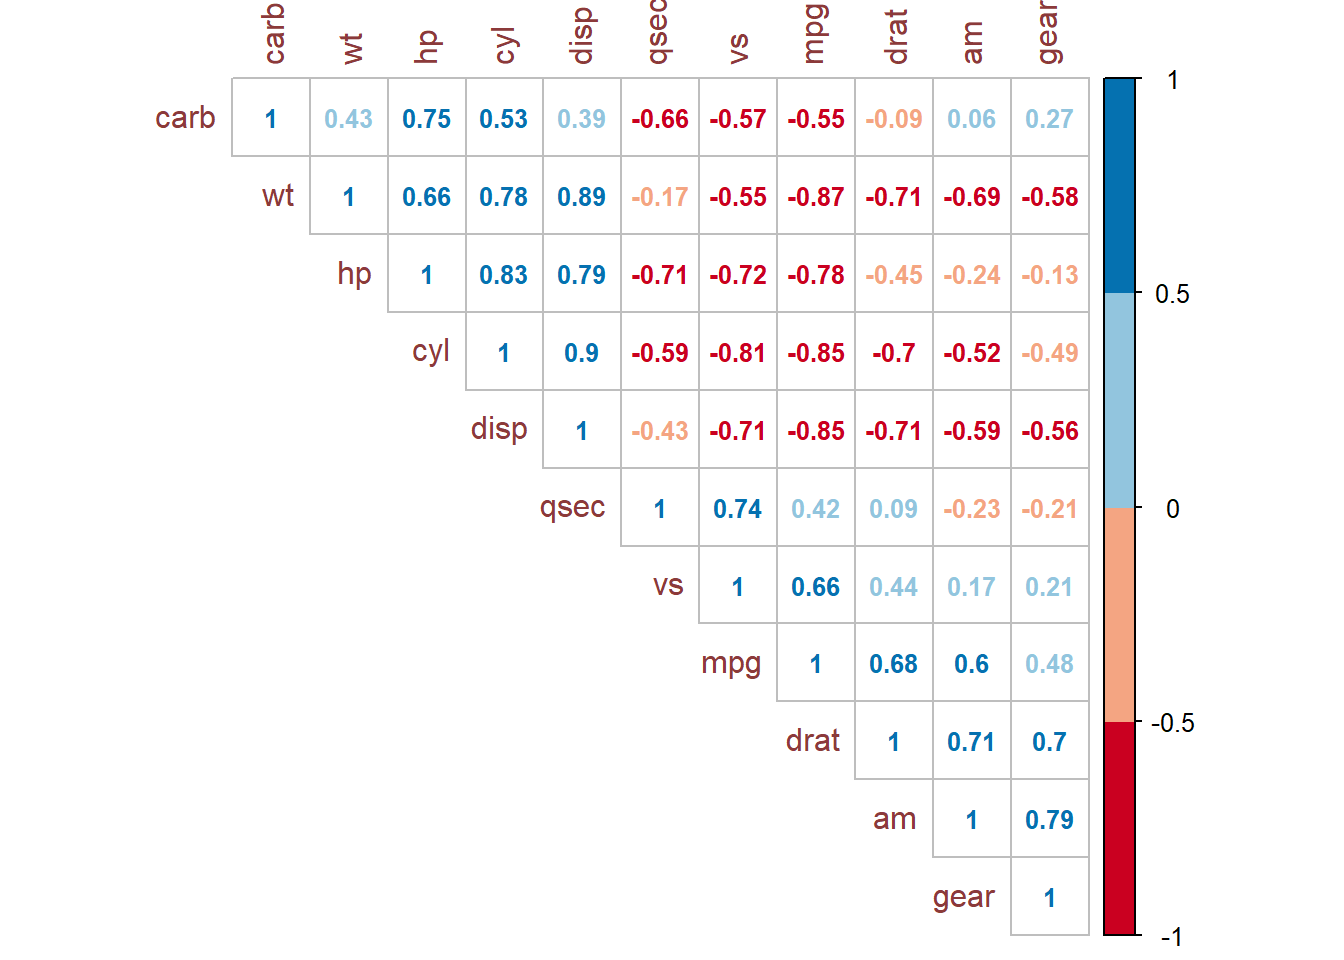 carb wt hp cyl disp qsec vs mpg drat am gear
carb 1 0.43 0.75 0.53 0.39 -0.66 -0.57 -0.55 -0.09 0.06 0.27
wt 1 0.66 0.78 0.89 -0.17 -0.55 -0.87 -0.71 -0.69 -0.58
hp 1 0.83 0.79 -0.71 -0.72 -0.78 -0.45 -0.24 -0.13
cyl 1 0.9 -0.59 -0.81 -0.85 -0.7 -0.52 -0.49
disp 1 -0.43 -0.71 -0.85 -0.71 -0.59 -0.56
qsec 1 0.74 0.42 0.09 -0.23 -0.21
vs 1 0.66 0.44 0.17 0.21
mpg 1 0.68 0.6 0.48
drat 1 0.71 0.7
am 1 0.79
gear 1
1
0.5
0
-0.5
-1